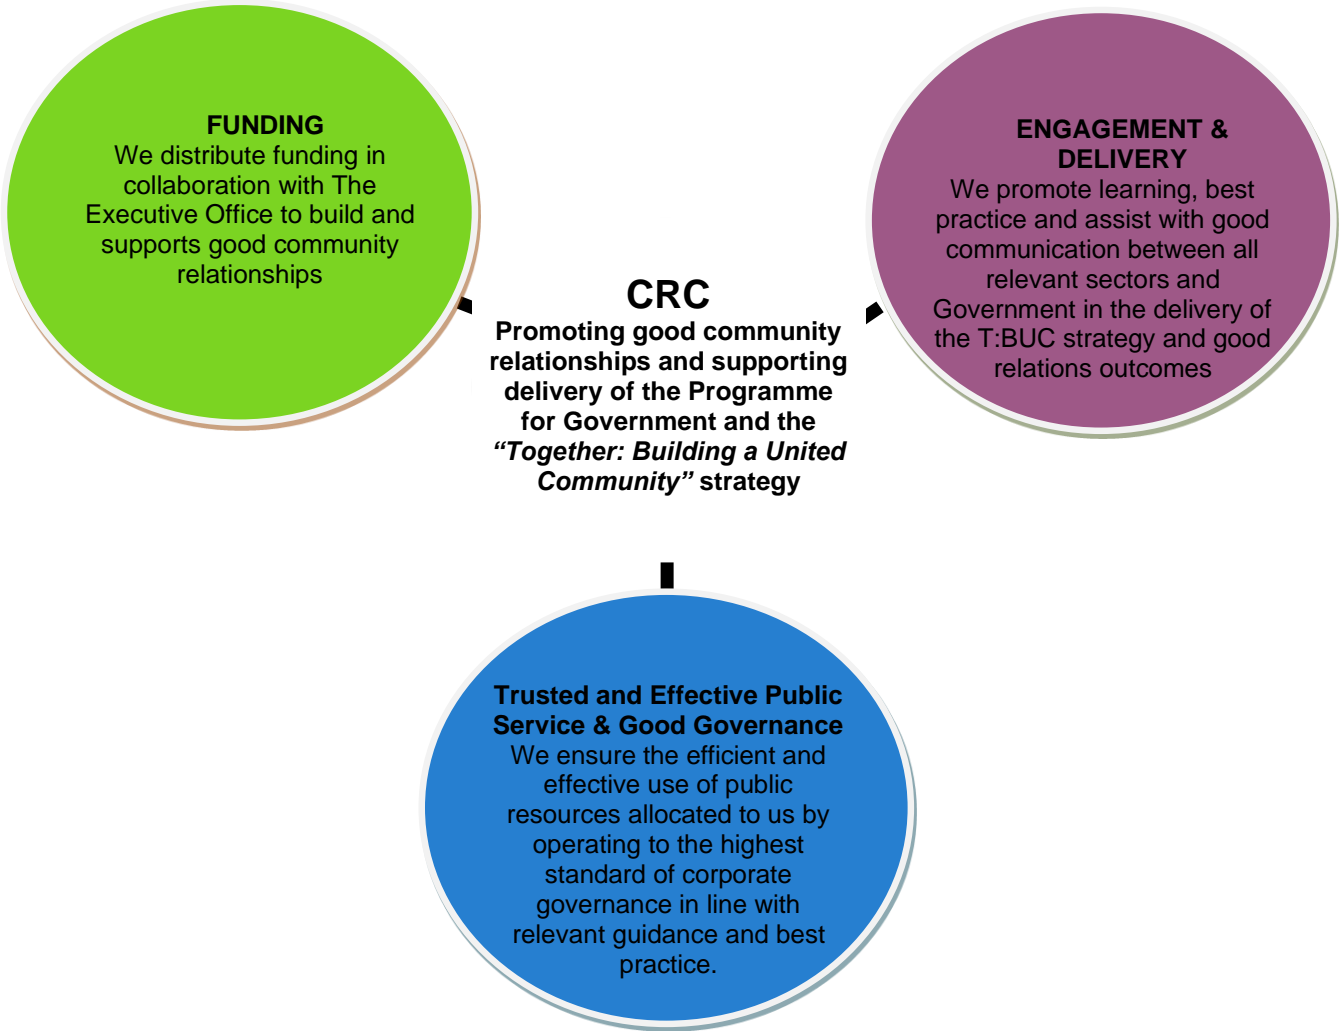 FUNDING
We distribute funding in
collaboration with The
Executive Office to build and
supports good community
relationships
ENGAGEMENT &
DELIVERY
We promote learning, best
practice and assist with good
communication between all
relevant sectors and
Government in the delivery of
the T:BUC strategy and good
relations outcomes
CRC
Promoting good community
relationships and supporting
delivery of the Programme
for Government and the
“Together: Building a United
Community” strategy
Trusted and Effective Public
Service & Good Governance
We ensure the efficient and
effective use of public
resources allocated to us by
operating to the highest
standard of corporate
governance in line with
relevant guidance and best
practice.